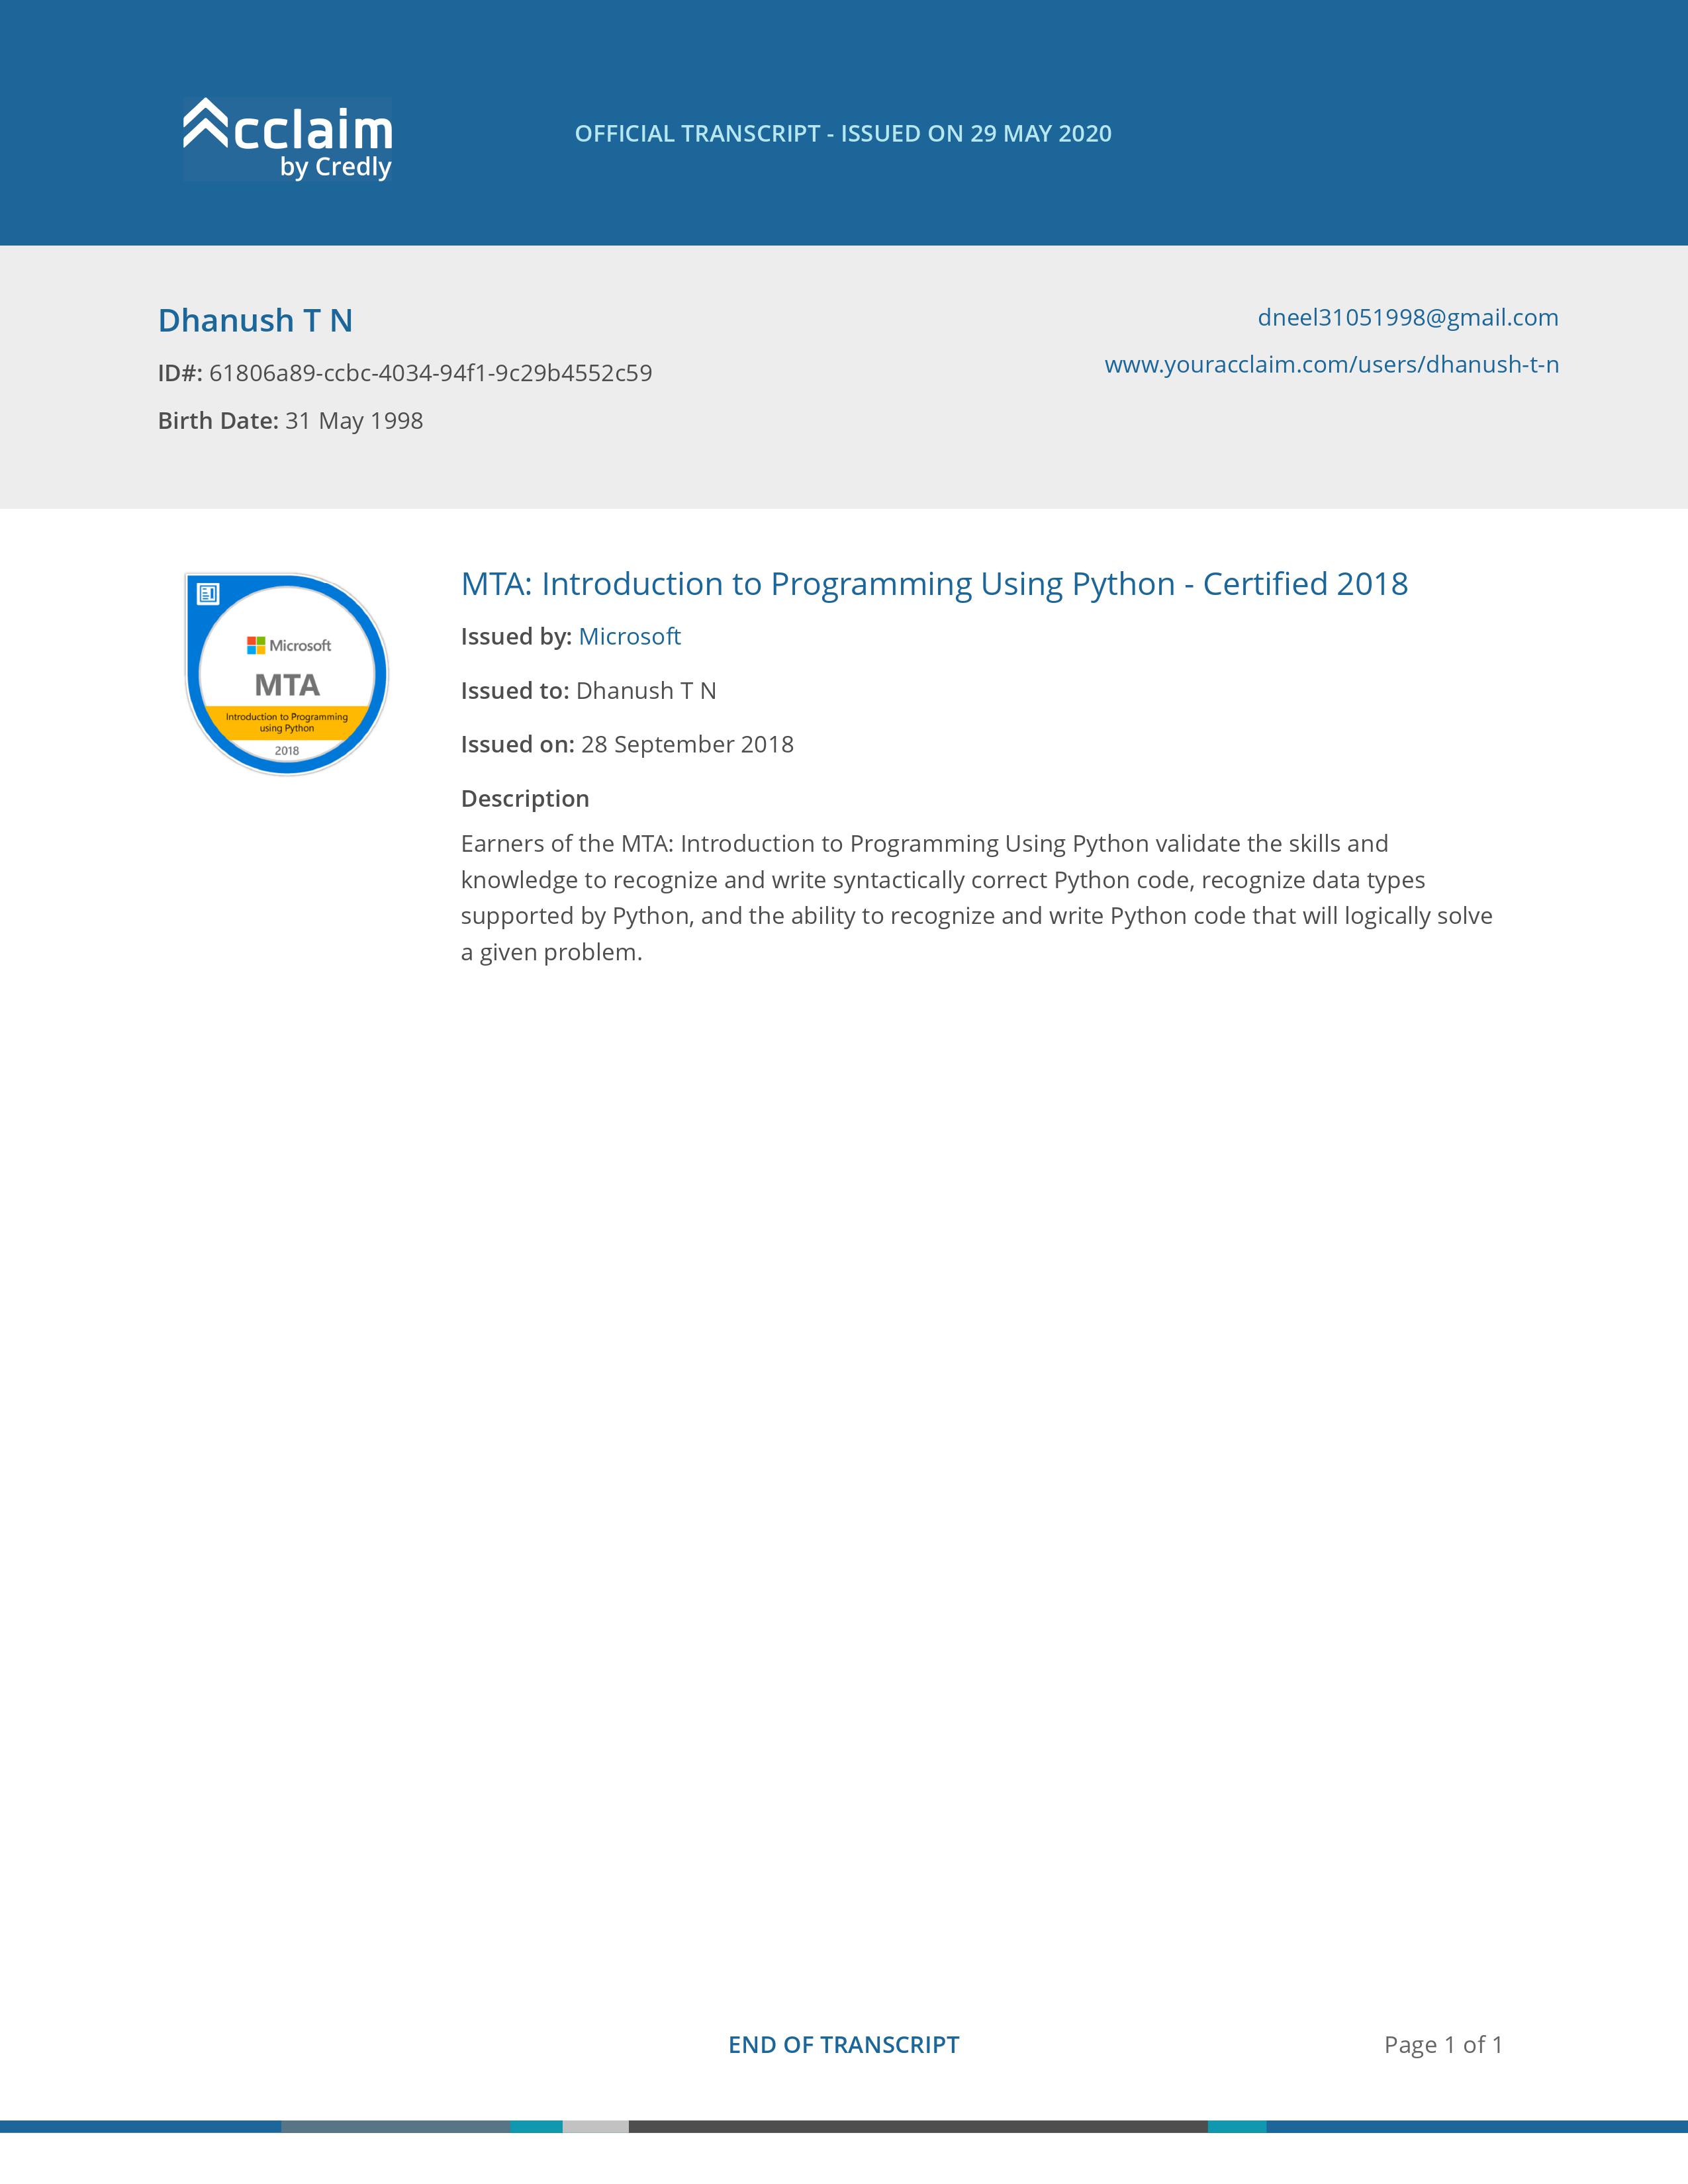 Acclaim
by Credly
OFFICIAL TRANSCRIPT - ISSUED ON 29 MAY 2020
Dhanush T N
dneel31051998@gmail.com
ID#: 61806a89-ccbc-4034-94f1-9c29b4552c59
www.youracclaim.com/users/dhanush-t-n
Birth Date: 31 May 1998
Microsoft
MTA
Introduction to Programming
using Python
2018
MTA: Introduction to Programming Using Python - Certified 2018
Issued by: Microsoft
Issued to: Dhanush T N
Issued on: 28 September 2018
Description
Earners of the MTA: Introduction to Programming Using Python validate the skills and
knowledge to recognize and write syntactically correct Python code, recognize data types
supported by Python, and the ability to recognize and write Python code that will logically solve
a given problem.
END OF TRANSCRIPT
Page 1 of 1